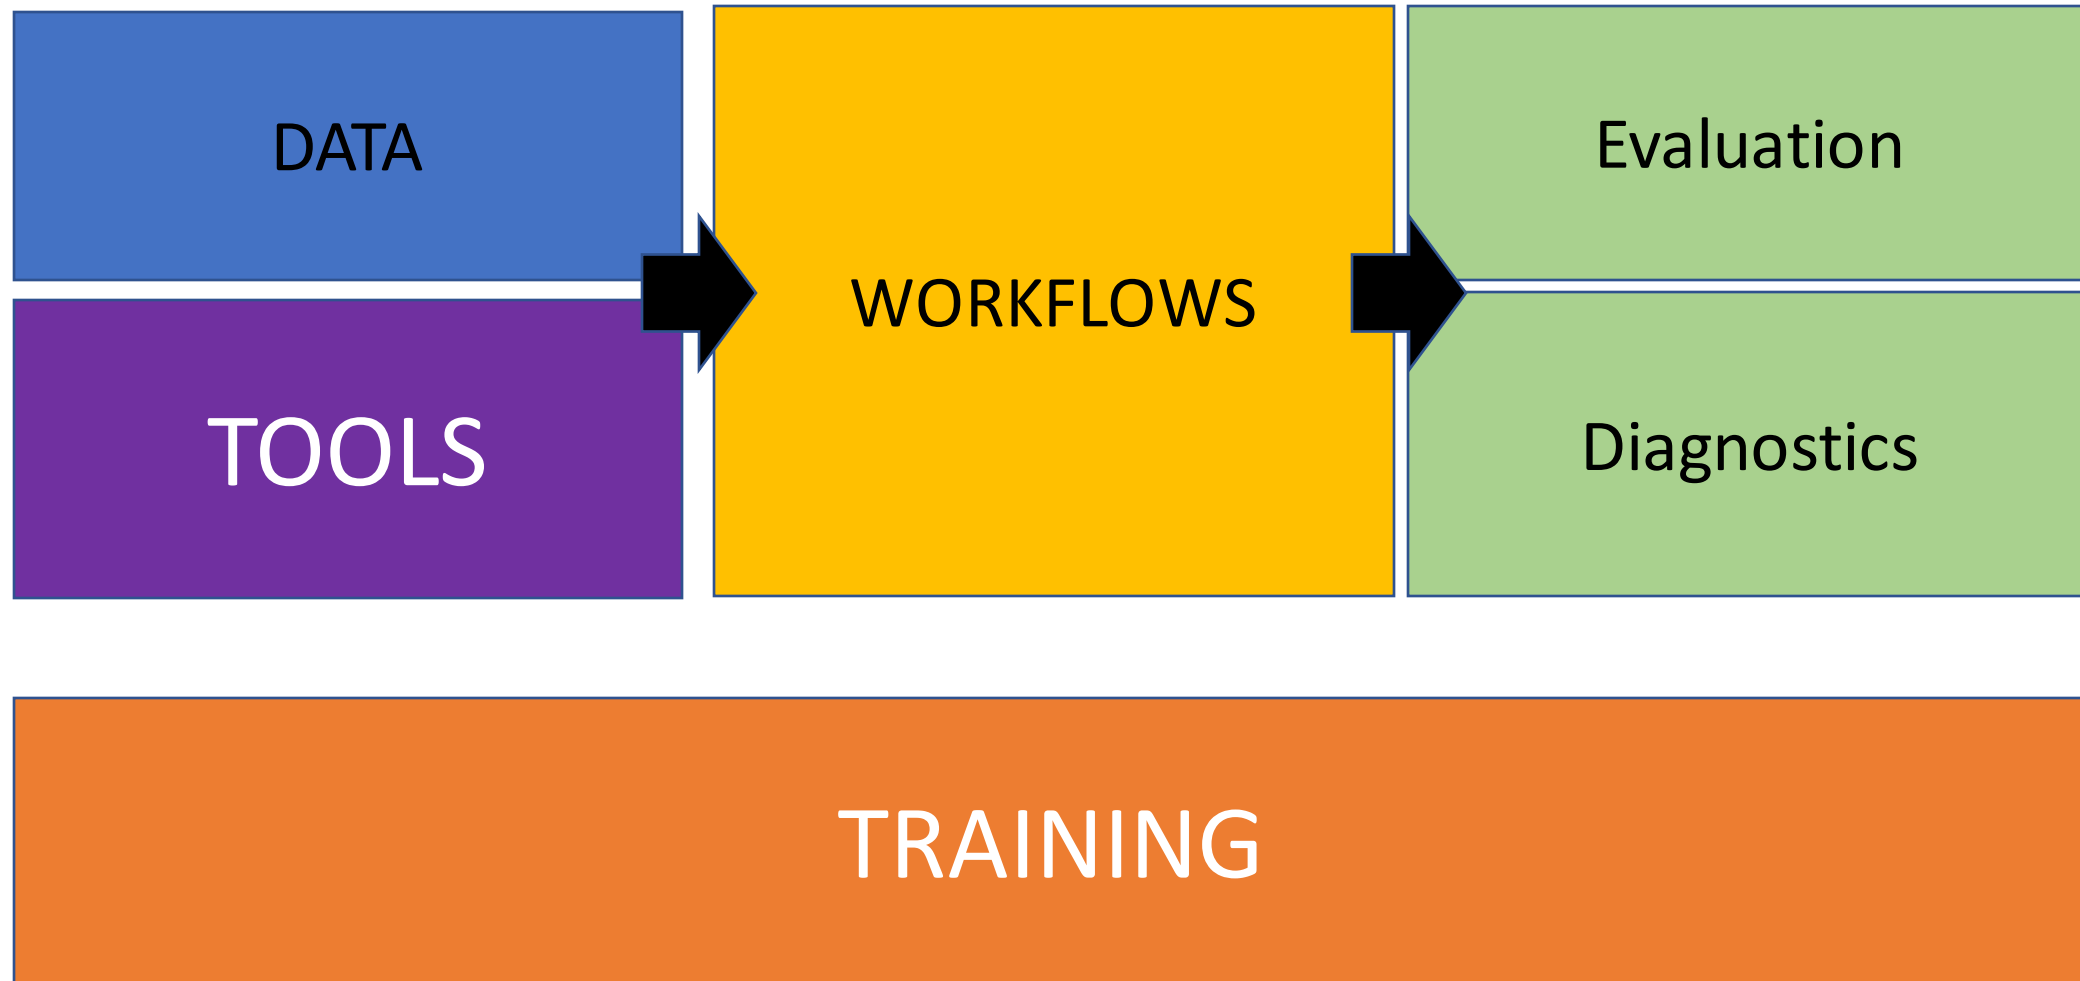 DATA
TOOLS
WORKFLOWS
Evaluation
Diagnostics
TRAINING